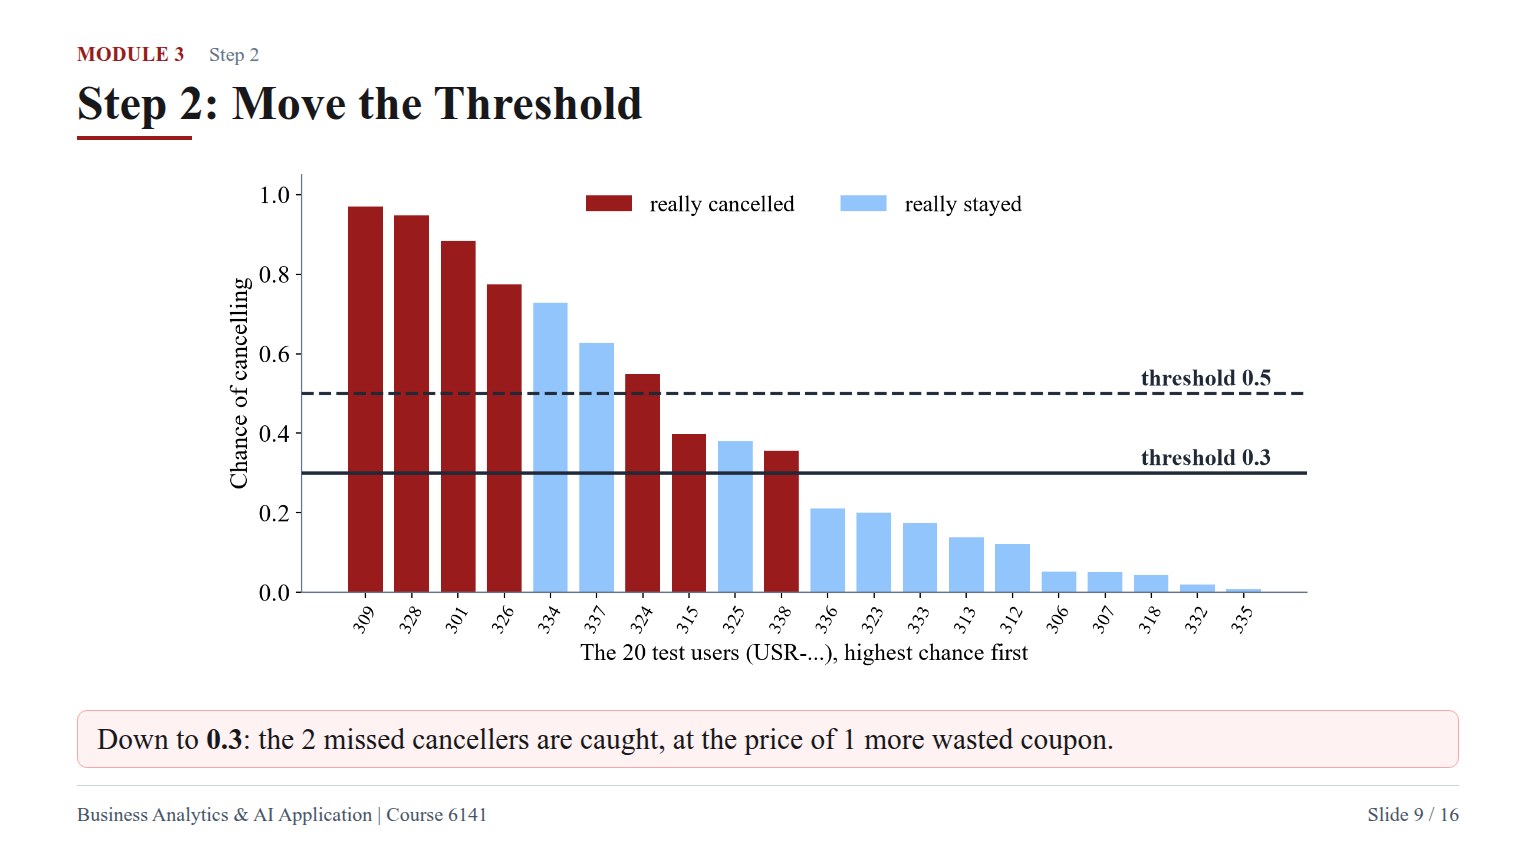 MODULE 3 Step 2
Step 2: Move the Threshold
really cancelled
really stayed
Chance of cancelling
1.0
0.8
0.6
0.4
0.2
0.0
threshold 0.5
threshold 0.3
309 328 301 326 334 337 324 315 325 338 336 323 333 313 312 306 307 318 332 335
The 20 test users (USR-...), highest chance first
Down to 0.3: the 2 missed cancellers are caught, at the price of 1 more wasted coupon.
Business Analytics & AI Application | Course 6141
Slide 9 / 16